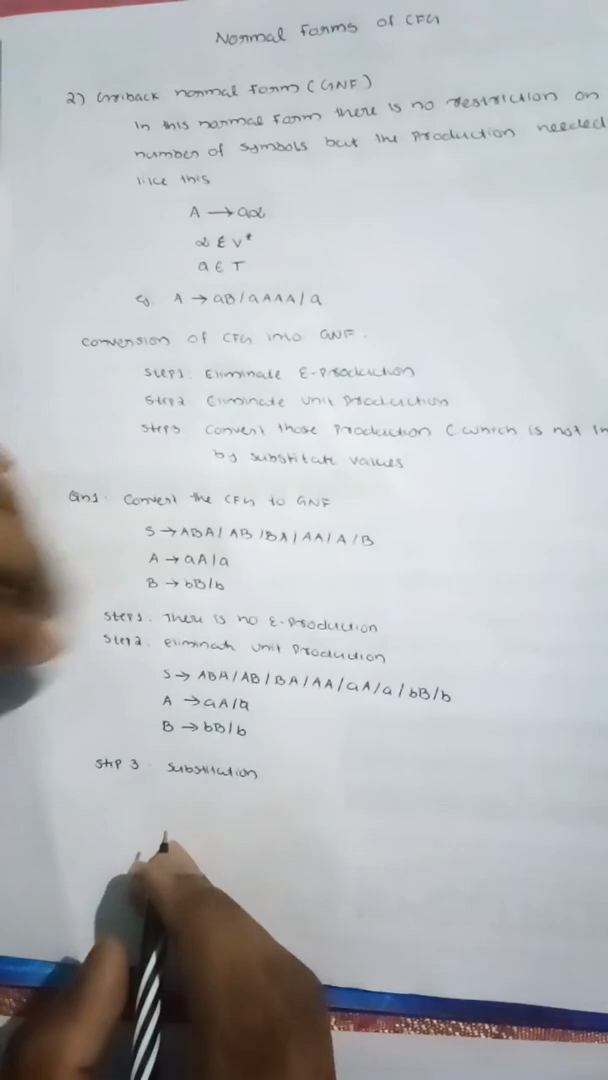 Normal Forms of CFG
2) Griback normal form (GNF)
In this normal form there is no restriction on
number of symbols but the production needed
like this
A → aα
α ∈ V*
a ∈ T
eg. A → aB/aAAA/a
Conversion of CFG into GNF.
Step1. Eliminate ε-Production
Step2 Eliminate unit Production
Step3 Convert those production (which is not in
by substitute values
Qn1. Convert the CFG to GNF
S → ABA/AB/BA/AA/A/B
A → aA/a
B → bB/b
Step1. There is no ε-Production
Step2. eliminate unit Production
S → ABA/AB/BA/AA/aA/a/bB/b
A → aA/a
B → bB/b
Step 3. Substitution